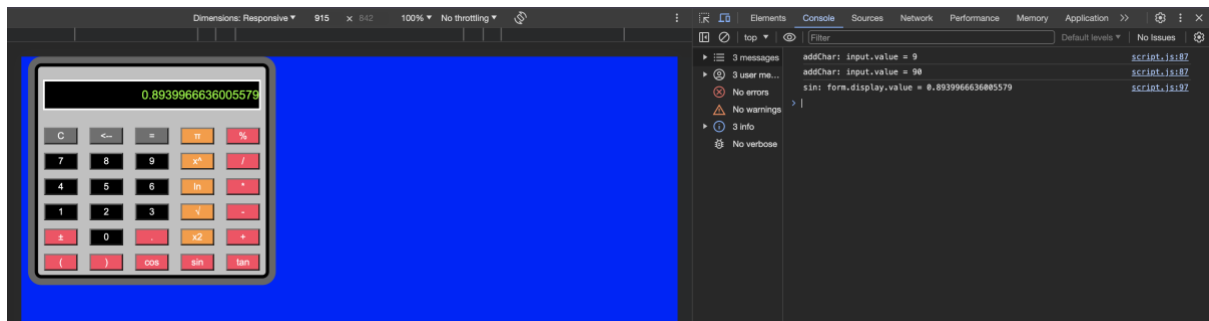 Dimensions: Responsive ▼ 915 × 842 100% ▼ No throttling ▼
Elements Console Sources Network Performance Memory Application >>
top ▼ Filter Default levels ▼ No Issues
3 messages
3 user me...
No errors
No warnings
3 info
No verbose
addChar: input.value = 9 script.js:87
addChar: input.value = 90 script.js:87
sin: form.display.value = 0.8939966636005579 script.js:97
>
0.8939966636005579
C <-- = π %
7 8 9 x^ /
4 5 6 ln *
1 2 3 √ -
± 0 . x2 +
( ) cos sin tan